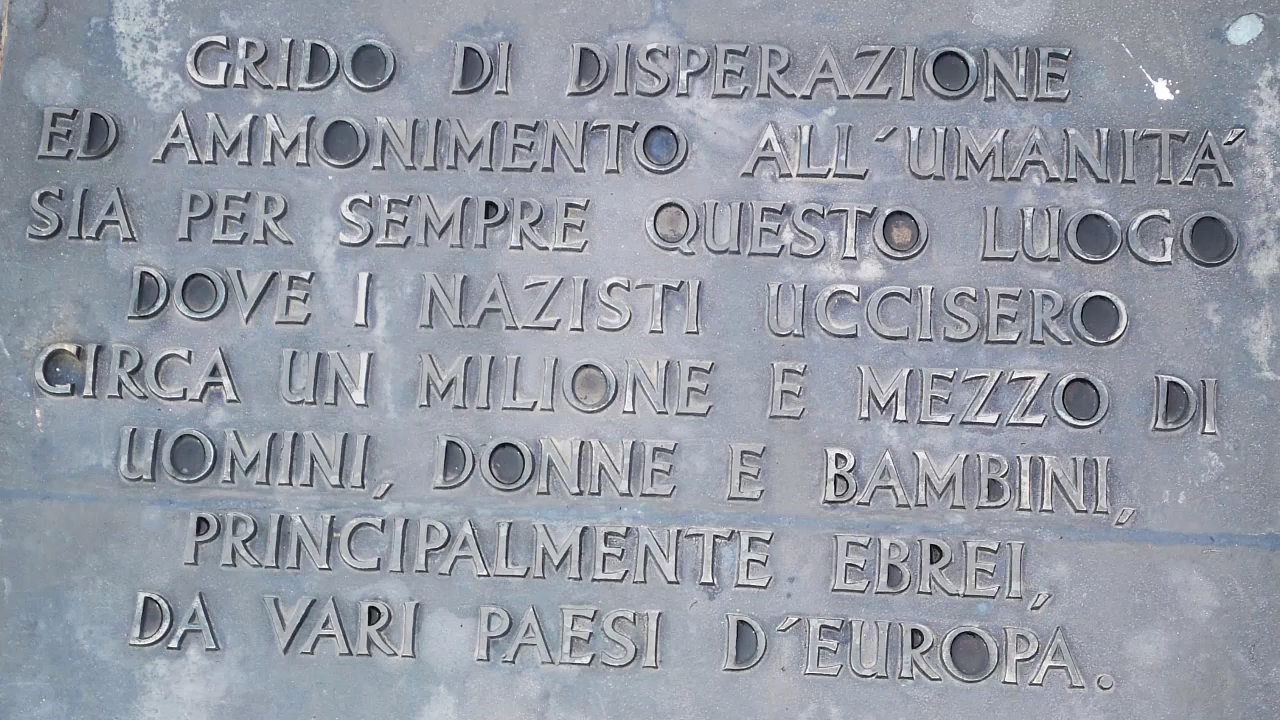 GRIDO DI DISPERAZIONE
ED AMMONIMENTO ALL´UMANITA´
SIA PER SEMPRE QUESTO LUOGO
DOVE I NAZISTI UCCISERO
CIRCA UN MILIONE E MEZZO DI
UOMINI, DONNE E BAMBINI,
PRINCIPALMENTE EBREI,
DA VARI PAESI D´EUROPA.